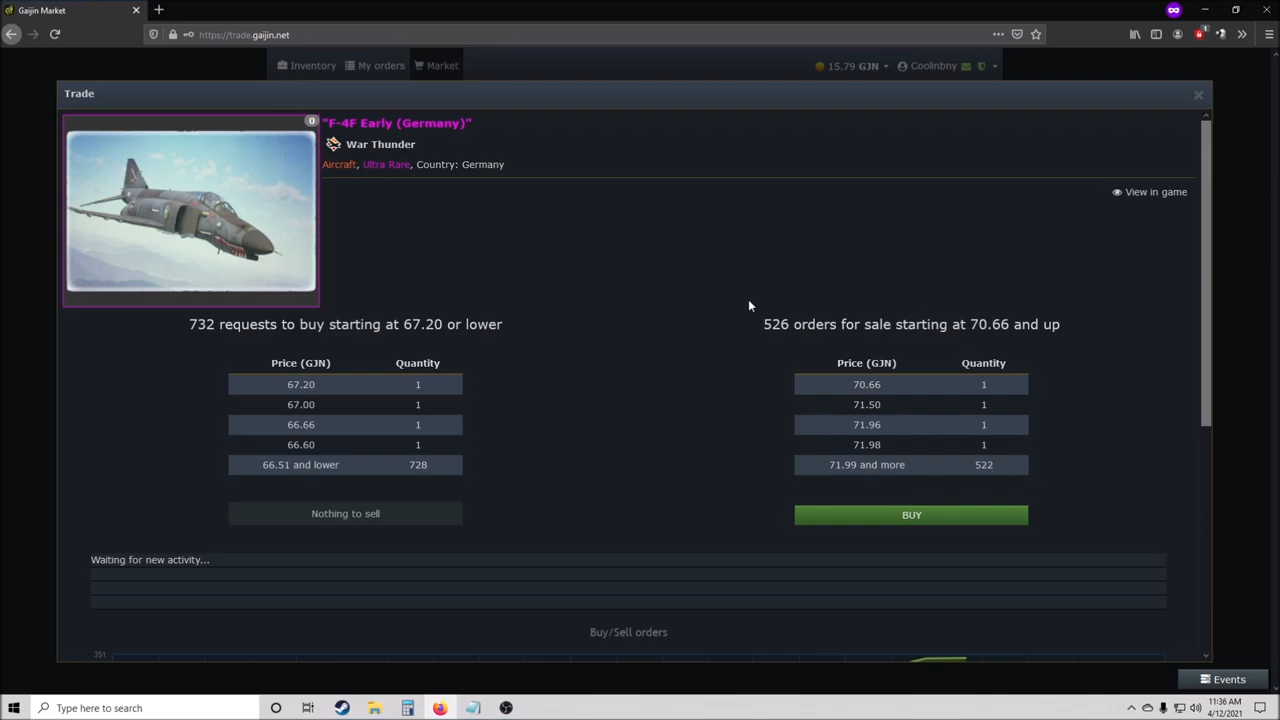 Gaijin Market
https://trade.gaijin.net
Inventory My orders Market 15.79 GJN Coolinbny
Trade
0 "F-4F Early (Germany)"
War Thunder
Aircraft, Ultra Rare, Country: Germany
View in game
732 requests to buy starting at 67.20 or lower
Price (GJN) Quantity
67.20 1
67.00 1
66.66 1
66.60 1
66.51 and lower 728
Nothing to sell
526 orders for sale starting at 70.66 and up
Price (GJN) Quantity
70.66 1
71.50 1
71.96 1
71.98 1
71.99 and more 522
BUY
Waiting for new activity...
Buy/Sell orders
351
Events
Type here to search
11:36 AM
4/12/2021